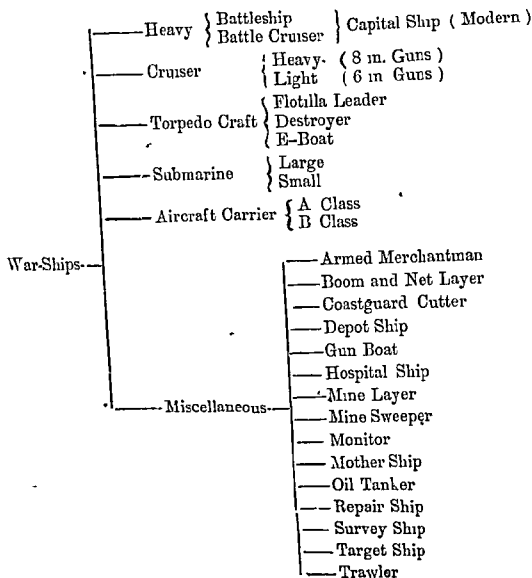 Heavy { Battleship } Capital Ship ( Modern )
Battle Cruiser
Cruiser { Heavy. ( 8 in. Guns )
Light ( 6 in Guns )
Torpedo Craft { Flotilla Leader
Destroyer
E-Boat
Submarine { Large
Small
Aircraft Carrier { A Class
B Class
War-Ships
Armed Merchantman
Boom and Net Layer
Coastguard Cutter
Depot Ship
Gun Boat
Hospital Ship
Mine Layer
Miscellaneous
Mine Sweeper
Monitor
Mother Ship
Oil Tanker
Repair Ship
Survey Ship
Target Ship
Trawler